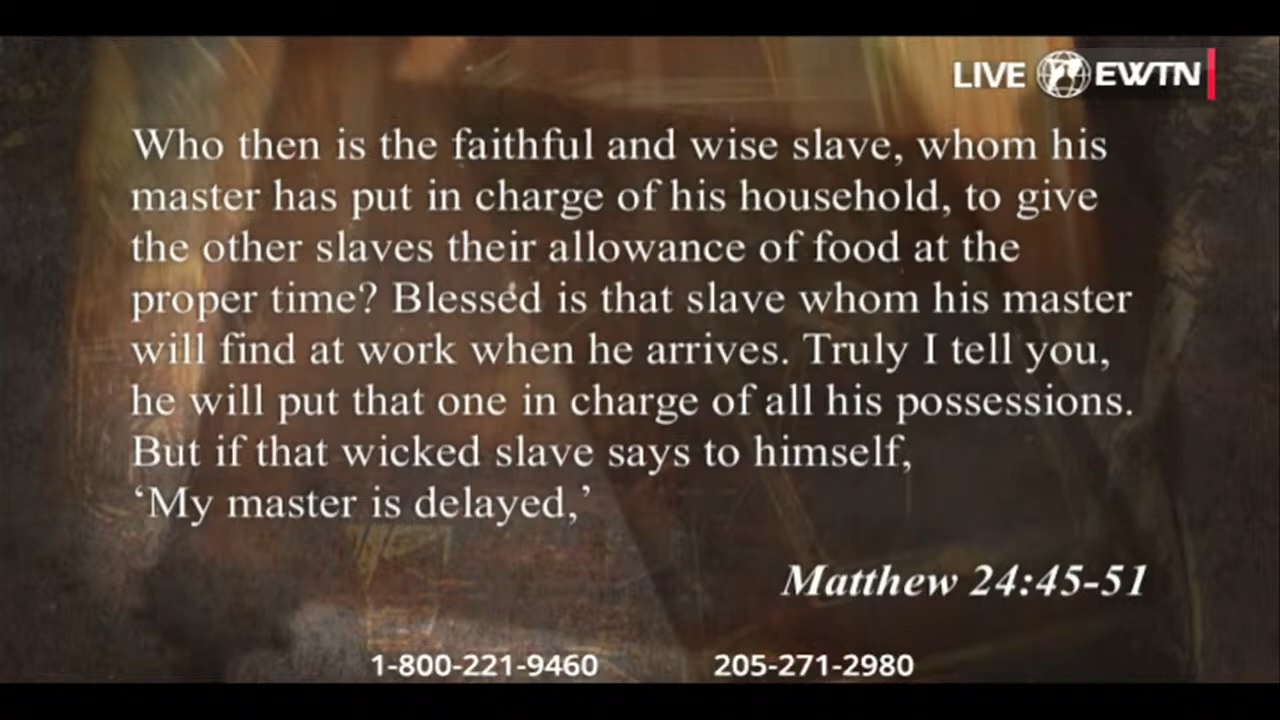 LIVE EWTN
Who then is the faithful and wise slave, whom his
master has put in charge of his household, to give
the other slaves their allowance of food at the
proper time? Blessed is that slave whom his master
will find at work when he arrives. Truly I tell you,
he will put that one in charge of all his possessions.
But if that wicked slave says to himself,
‘My master is delayed,’
Matthew 24:45-51
1-800-221-9460 205-271-2980